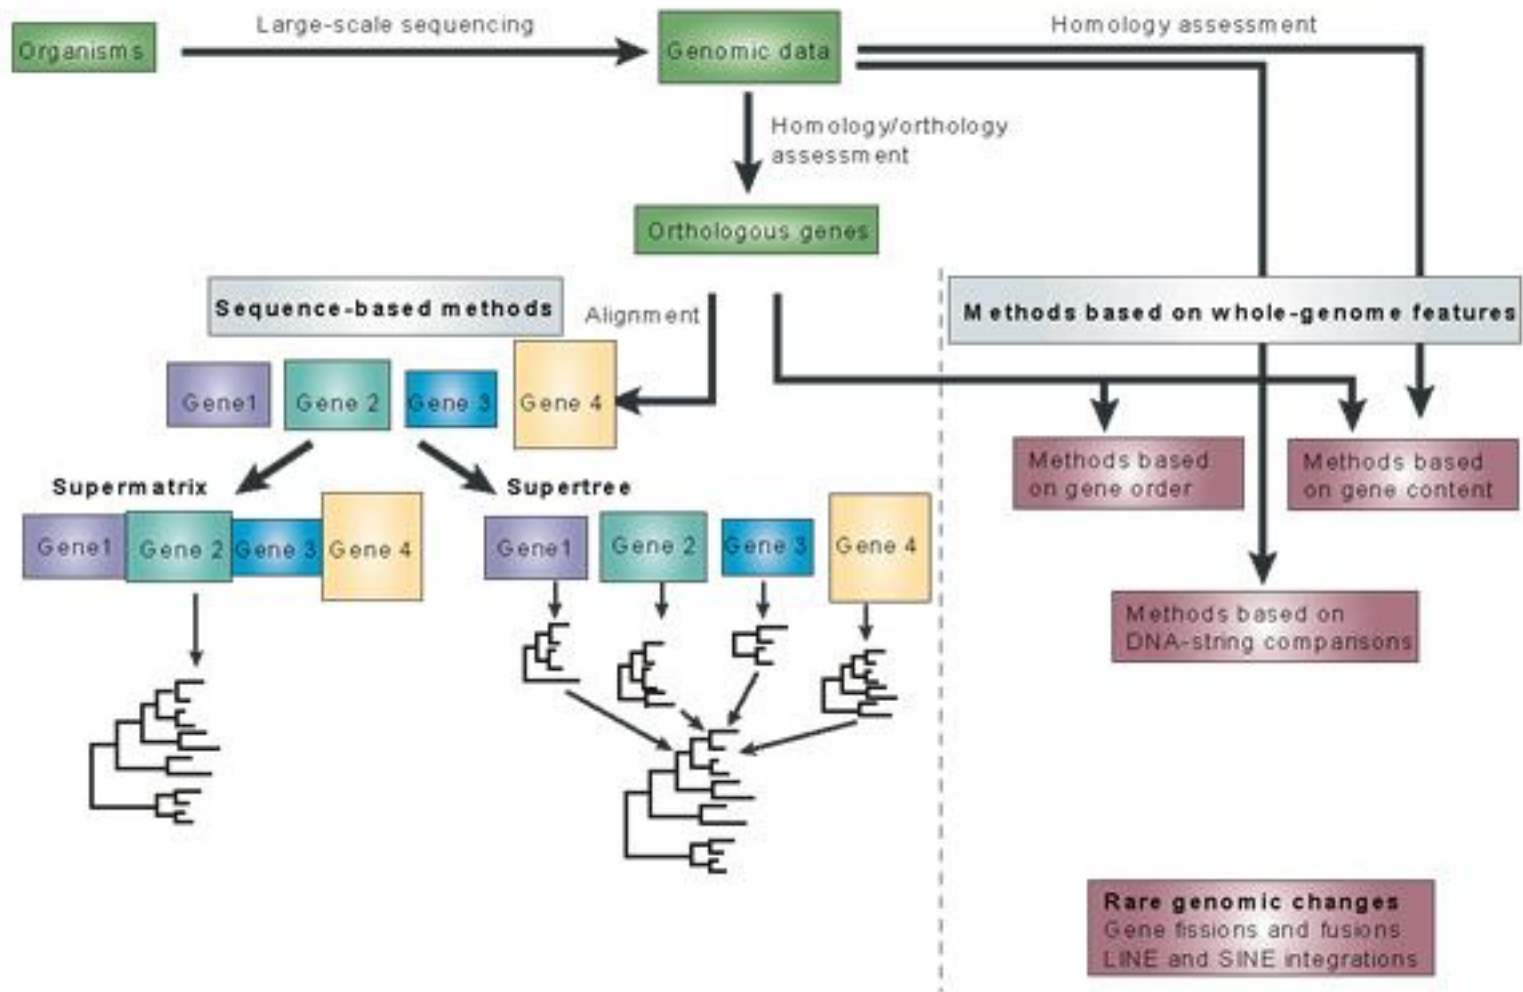 Organisms
Large-scale sequencing
Genomic data
Homology assessment
Homology/orthology
assessment
Orthologous genes
Sequence-based methods
Alignment
Methods based on whole-genome features
Gene1
Gene 2
Gene 3
Gene 4
Methods based
on gene order
Methods based
on gene content
Supermatrix
Supertree
Gene1
Gene 2
Gene 3
Gene 4
Gene1
Gene 2
Gene 3
Gene 4
Methods based on
DNA-string comparisons
Rare genomic changes
Gene fissions and fusions
LINE and SINE integrations